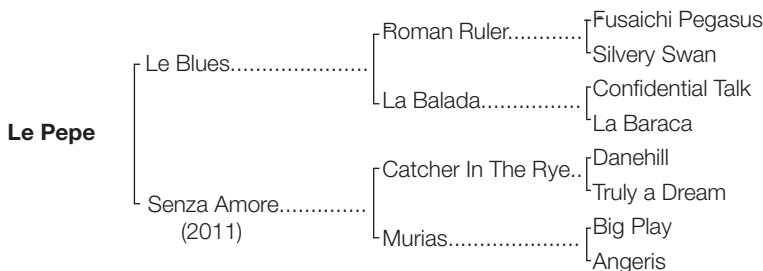 Fusaichi Pegasus
Roman Ruler............
Silvery Swan
Le Blues.....................
Confidential Talk
La Balada................
La Baraca
Le Pepe
Danehill
Catcher In The Rye..
Truly a Dream
Senza Amore.............
(2011)
Big Play
Murias.....................
Angeris